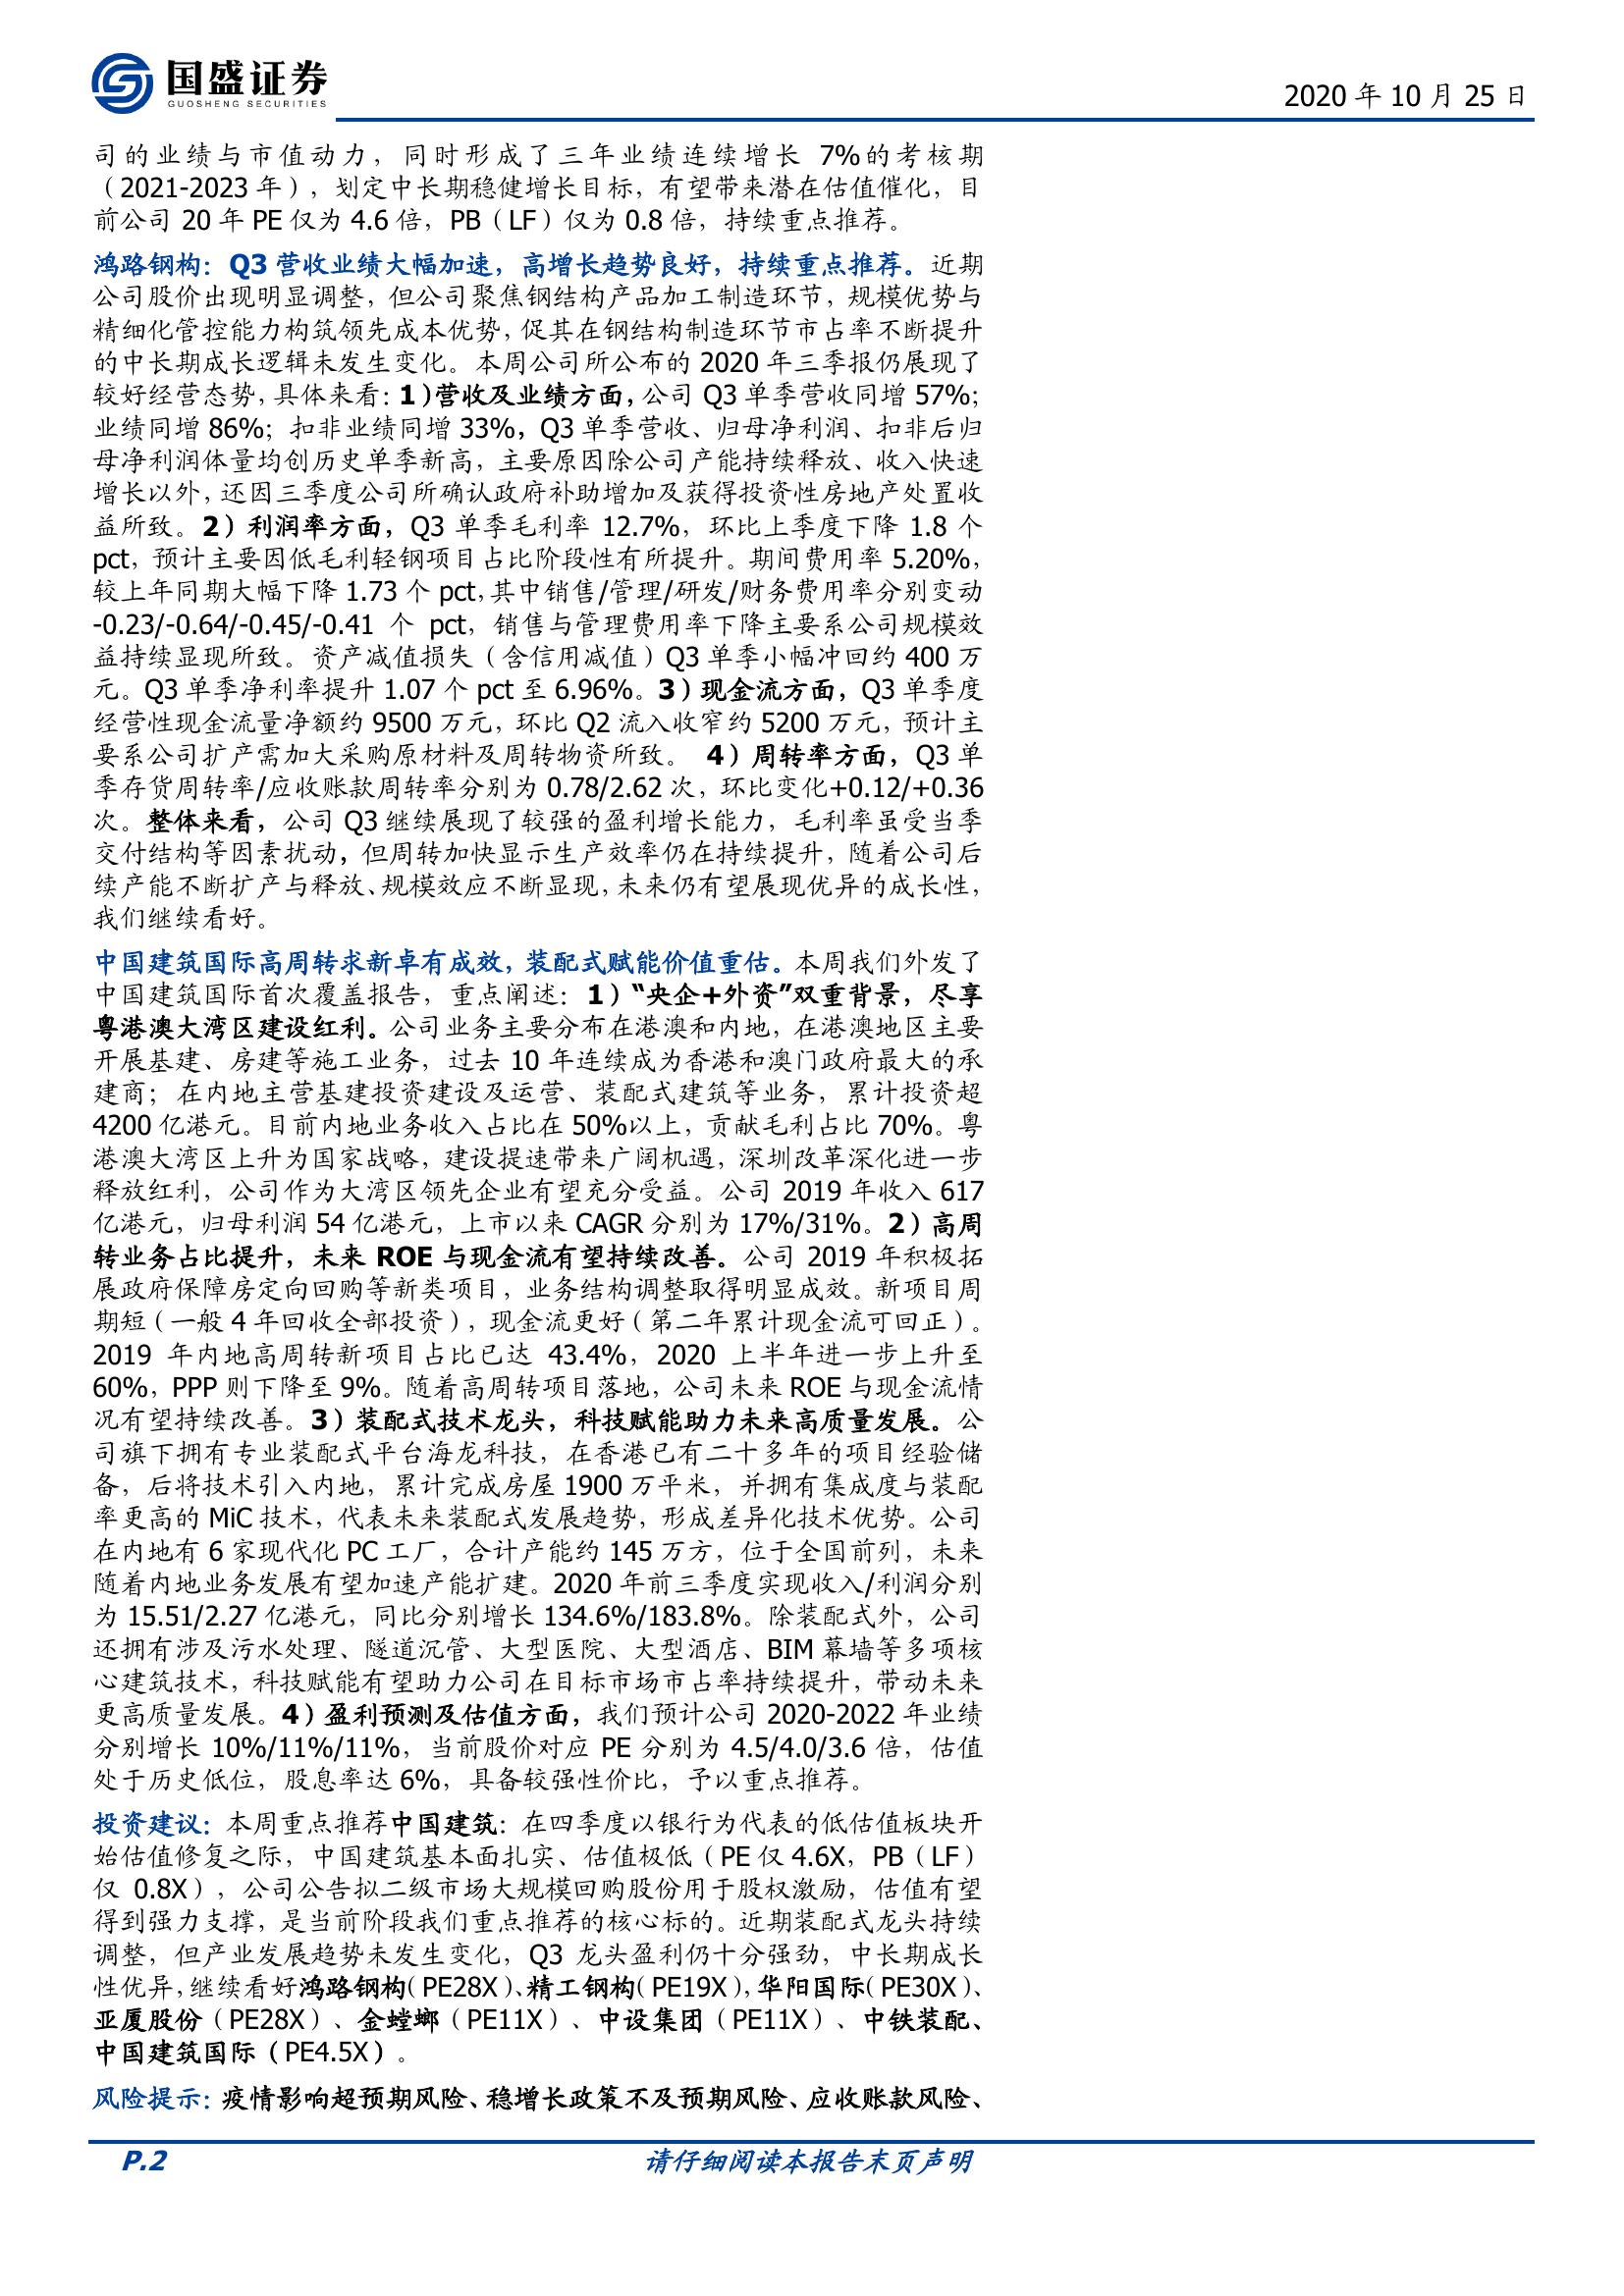 国盛证券
GUOSHENG SECURITIES
2020 年 10 月 25 日
司的业绩与市值动力，同时形成了三年业绩连续增长 7%的考核期
（2021-2023 年），划定中长期稳健增长目标，有望带来潜在估值催化，目
前公司 20 年 PE 仅为 4.6 倍，PB（LF）仅为 0.8 倍，持续重点推荐。
鸿路钢构：Q3 营收业绩大幅加速，高增长趋势良好，持续重点推荐。近期
公司股价出现明显调整，但公司聚焦钢结构产品加工制造环节，规模优势与
精细化管控能力构筑领先成本优势，促其在钢结构制造环节市占率不断提升
的中长期成长逻辑未发生变化。本周公司所公布的 2020 年三季报仍展现了
较好经营态势，具体来看：1）营收及业绩方面，公司 Q3 单季营收同增 57%；
业绩同增 86%；扣非业绩同增 33%，Q3 单季营收、归母净利润、扣非后归
母净利润体量均创历史单季新高，主要原因除公司产能持续释放、收入快速
增长以外，还因三季度公司所确认政府补助增加及获得投资性房地产处置收
益所致。2）利润率方面，Q3 单季毛利率 12.7%，环比上季度下降 1.8 个
pct，预计主要因低毛利轻钢项目占比阶段性有所提升。期间费用率 5.20%，
较上年同期大幅下降 1.73 个 pct，其中销售/管理/研发/财务费用率分别变动
-0.23/-0.64/-0.45/-0.41 个 pct，销售与管理费用率下降主要系公司规模效
益持续显现所致。资产减值损失（含信用减值）Q3 单季小幅冲回约 400 万
元。Q3 单季净利率提升 1.07 个 pct 至 6.96%。3）现金流方面，Q3 单季度
经营性现金流量净额约 9500 万元，环比 Q2 流入收窄约 5200 万元，预计主
要系公司扩产需加大采购原材料及周转物资所致。 4）周转率方面，Q3 单
季存货周转率/应收账款周转率分别为 0.78/2.62 次，环比变化+0.12/+0.36
次。整体来看，公司 Q3 继续展现了较强的盈利增长能力，毛利率虽受当季
交付结构等因素扰动，但周转加快显示生产效率仍在持续提升，随着公司后
续产能不断扩产与释放、规模效应不断显现，未来仍有望展现优异的成长性，
我们继续看好。
中国建筑国际高周转求新卓有成效，装配式赋能价值重估。本周我们外发了
中国建筑国际首次覆盖报告，重点阐述：1）“央企+外资”双重背景，尽享
粤港澳大湾区建设红利。公司业务主要分布在港澳和内地，在港澳地区主要
开展基建、房建等施工业务，过去 10 年连续成为香港和澳门政府最大的承
建商；在内地主营基建投资建设及运营、装配式建筑等业务，累计投资超
4200 亿港元。目前内地业务收入占比在 50%以上，贡献毛利占比 70%。粤
港澳大湾区上升为国家战略，建设提速带来广阔机遇，深圳改革深化进一步
释放红利，公司作为大湾区领先企业有望充分受益。公司 2019 年收入 617
亿港元，归母利润 54 亿港元，上市以来 CAGR 分别为 17%/31%。2）高周
转业务占比提升，未来 ROE 与现金流有望持续改善。公司 2019 年积极拓
展政府保障房定向回购等新类项目，业务结构调整取得明显成效。新项目周
期短（一般 4 年回收全部投资），现金流更好（第二年累计现金流可回正）。
2019 年内地高周转新项目占比已达 43.4%，2020 上半年进一步上升至
60%，PPP 则下降至 9%。随着高周转项目落地，公司未来 ROE 与现金流情
况有望持续改善。3）装配式技术龙头，科技赋能助力未来高质量发展。公
司旗下拥有专业装配式平台海龙科技，在香港已有二十多年的项目经验储
备，后将技术引入内地，累计完成房屋 1900 万平米，并拥有集成度与装配
率更高的 MiC 技术，代表未来装配式发展趋势，形成差异化技术优势。公司
在内地有 6 家现代化 PC 工厂，合计产能约 145 万方，位于全国前列，未来
随着内地业务发展有望加速产能扩建。2020 年前三季度实现收入/利润分别
为 15.51/2.27 亿港元，同比分别增长 134.6%/183.8%。除装配式外，公司
还拥有涉及污水处理、隧道沉管、大型医院、大型酒店、BIM 幕墙等多项核
心建筑技术，科技赋能有望助力公司在目标市场市占率持续提升，带动未来
更高质量发展。4）盈利预测及估值方面，我们预计公司 2020-2022 年业绩
分别增长 10%/11%/11%，当前股价对应 PE 分别为 4.5/4.0/3.6 倍，估值
处于历史低位，股息率达 6%，具备较强性价比，予以重点推荐。
投资建议：本周重点推荐中国建筑：在四季度以银行为代表的低估值板块开
始估值修复之际，中国建筑基本面扎实、估值极低（PE 仅 4.6X，PB（LF）
仅 0.8X），公司公告拟二级市场大规模回购股份用于股权激励，估值有望
得到强力支撑，是当前阶段我们重点推荐的核心标的。近期装配式龙头持续
调整，但产业发展趋势未发生变化，Q3 龙头盈利仍十分强劲，中长期成长
性优异，继续看好鸿路钢构（PE28X）、精工钢构（PE19X），华阳国际（PE30X）、
亚厦股份（PE28X）、金螳螂（PE11X）、中设集团（PE11X）、中铁装配、
中国建筑国际（PE4.5X）。
风险提示：疫情影响超预期风险、稳增长政策不及预期风险、应收账款风险、
P.2
请仔细阅读本报告末页声明